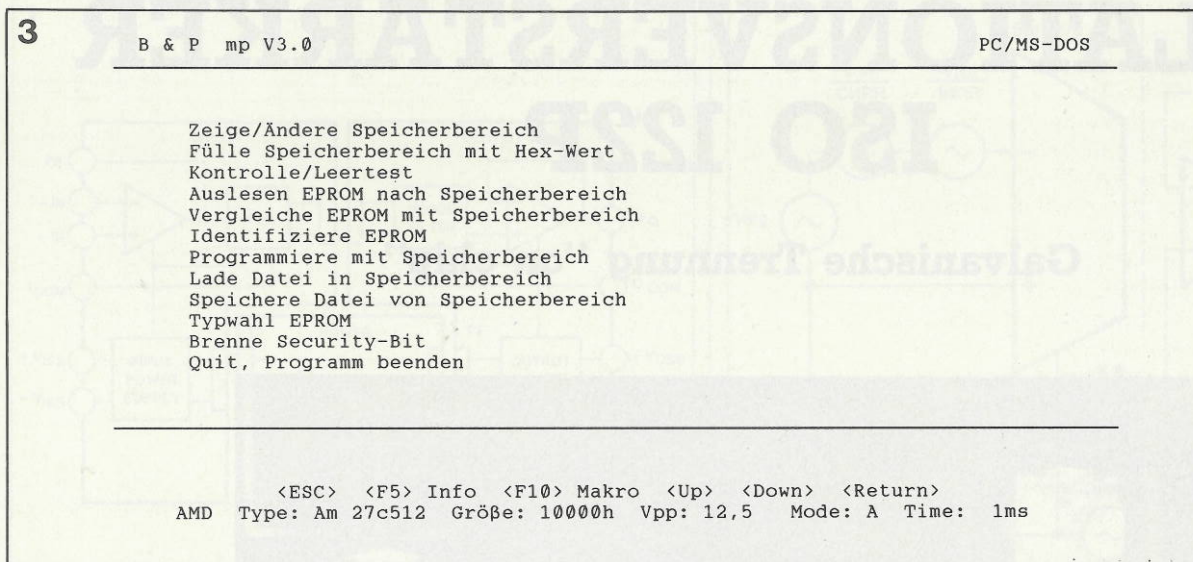 3
B & P mp V3.0 PC/MS-DOS
Zeige/Ändere Speicherbereich
Fülle Speicherbereich mit Hex-Wert
Kontrolle/Leertest
Auslesen EPROM nach Speicherbereich
Vergleiche EPROM mit Speicherbereich
Identifiziere EPROM
Programmiere mit Speicherbereich
Lade Datei in Speicherbereich
Speichere Datei von Speicherbereich
Typwahl EPROM
Brenne Security-Bit
Quit, Programm beenden
<ESC> <F5> Info <F10> Makro <Up> <Down> <Return>
AMD Type: Am 27c512 Größe: 10000h Vpp: 12,5 Mode: A Time: 1ms